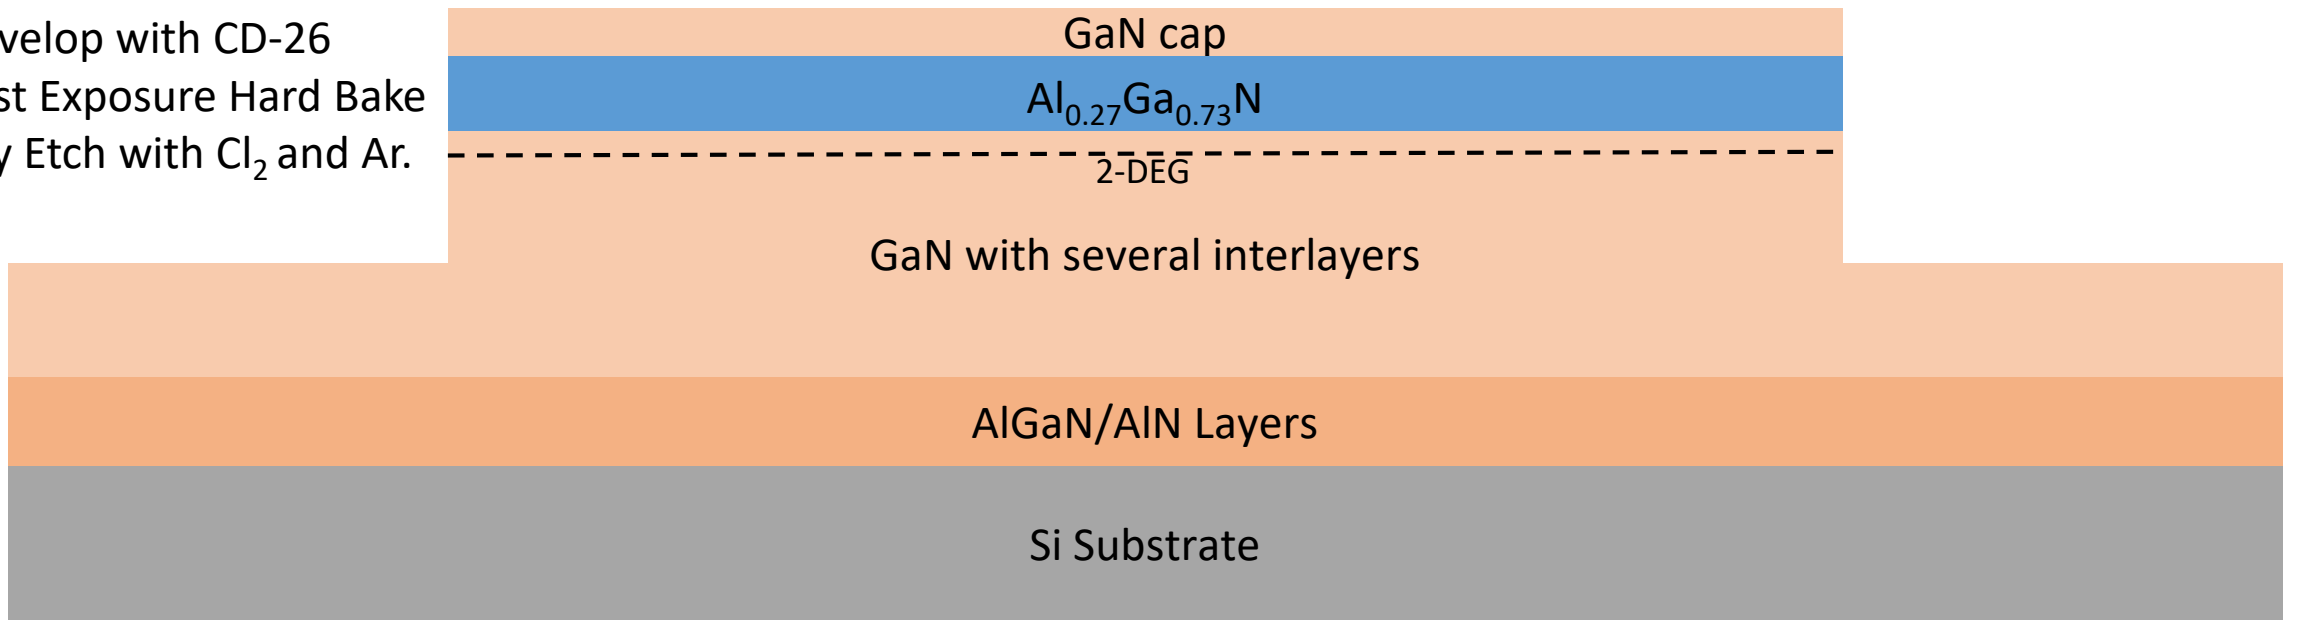 velop with CD-26
st Exposure Hard Bake
y Etch with Cl₂ and Ar.
GaN cap
Al₀.₂₇Ga₀.₇₃N
2-DEG
GaN with several interlayers
AlGaN/AlN Layers
Si Substrate